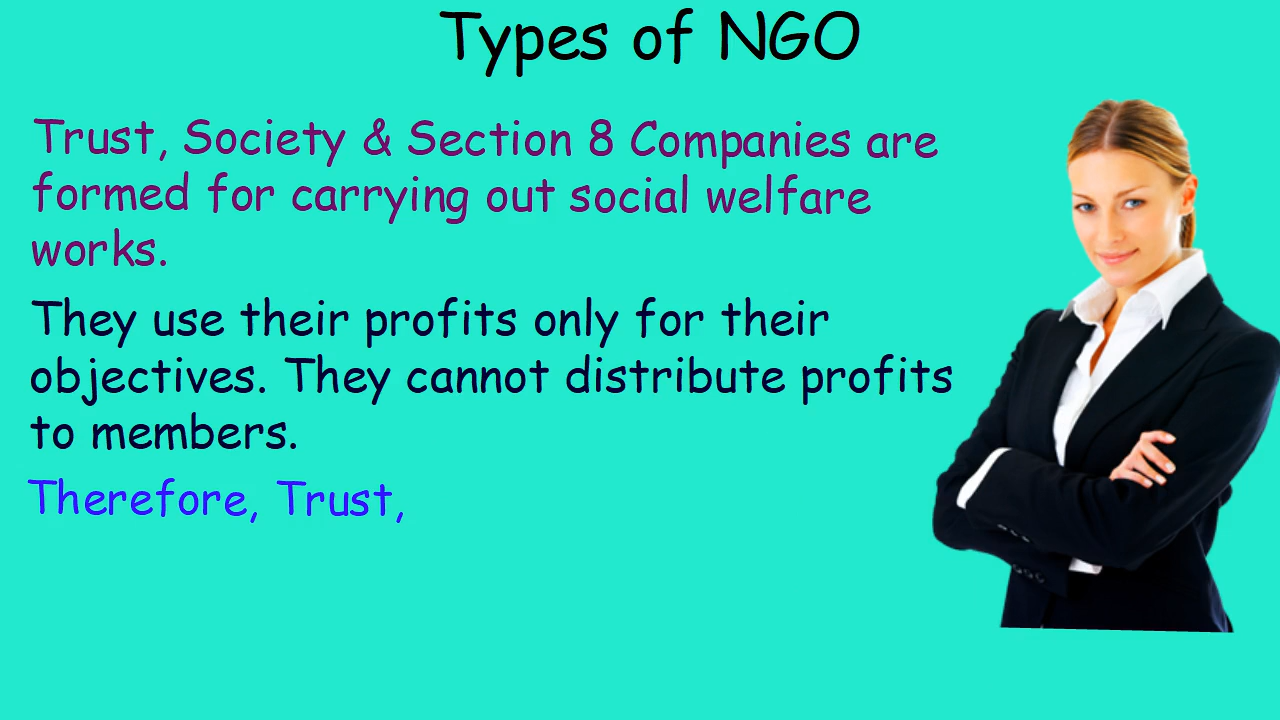 Types of NGO
Trust, Society & Section 8 Companies are
formed for carrying out social welfare
works.
They use their profits only for their
objectives. They cannot distribute profits
to members.
Therefore, Trust,